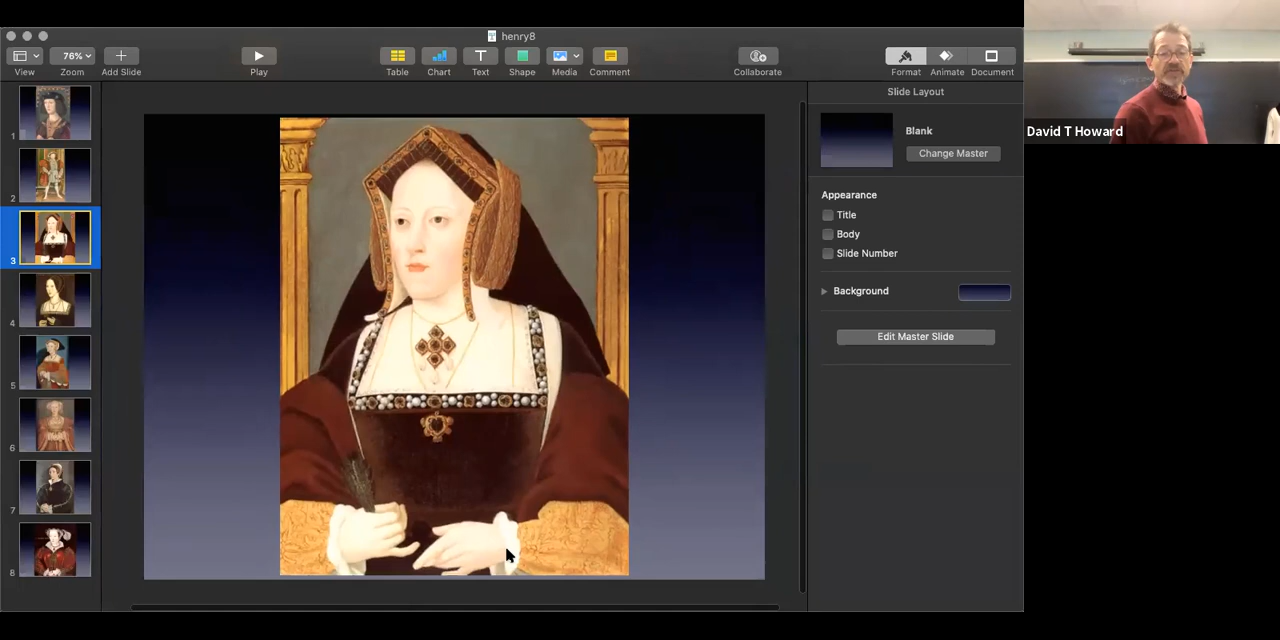 henry8
View
76%
Zoom
Add Slide
Play
Table
Chart
Text
Shape
Media
Comment
Collaborate
Format
Animate
Document
Slide Layout
Blank
Change Master
Appearance
Title
Body
Slide Number
Background
Edit Master Slide
1
2
3
4
5
6
7
8
David T Howard